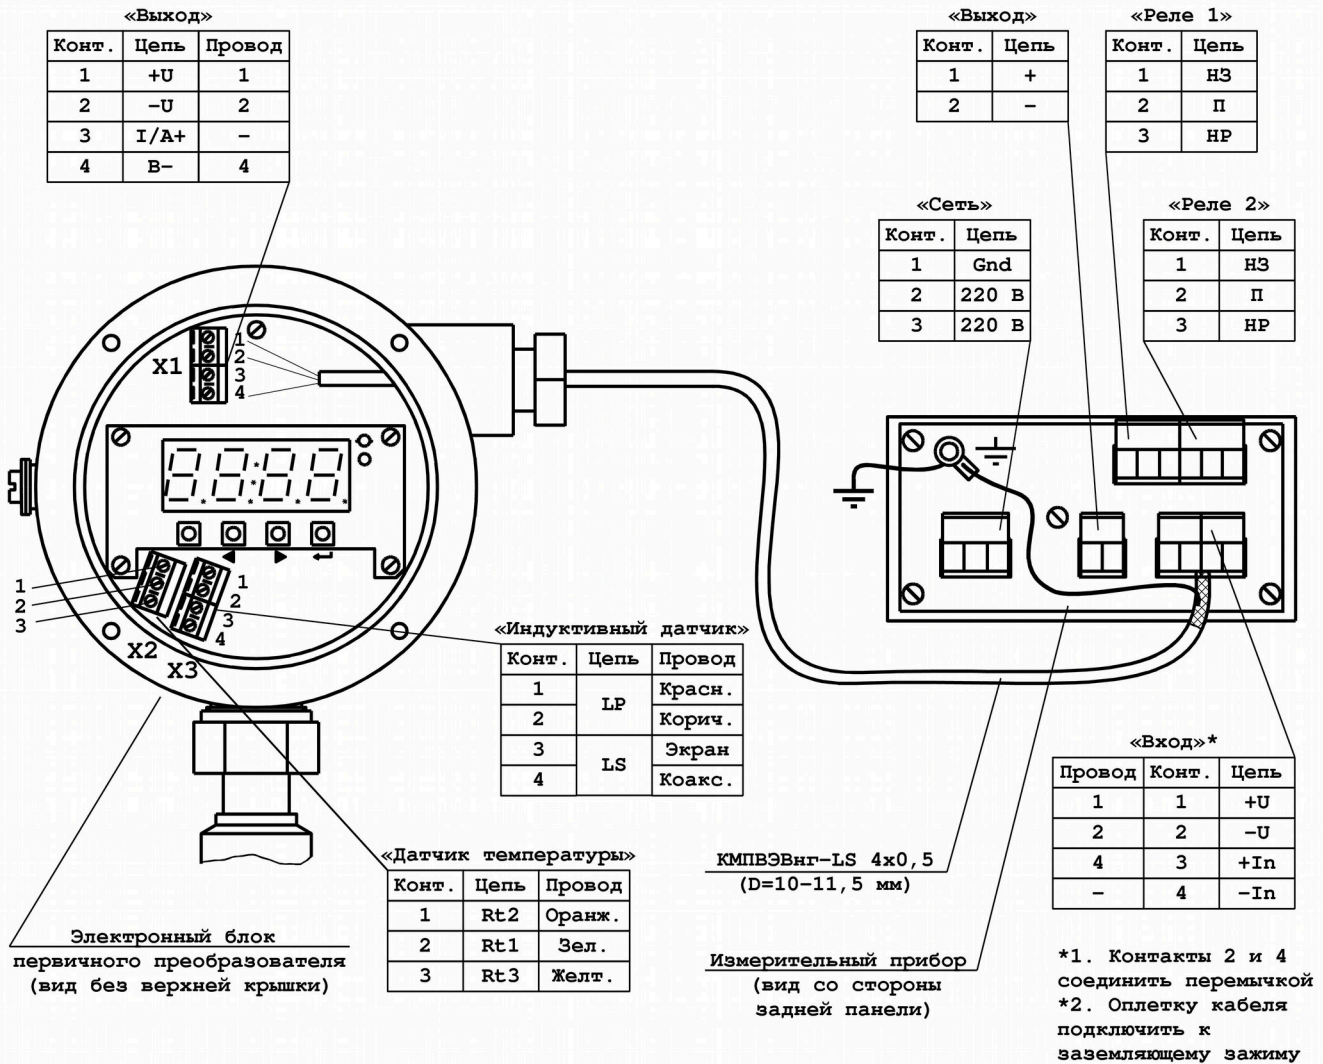 «Выход»
Конт. Цепь Провод
1 +U 1
2 −U 2
3 I/A+ −
4 B− 4
«Выход»
Конт. Цепь
1 +
2 −
«Реле 1»
Конт. Цепь
1 НЗ
2 П
3 НР
«Сеть»
Конт. Цепь
1 Gnd
2 220 В
3 220 В
«Реле 2»
Конт. Цепь
1 НЗ
2 П
3 НР
X1
1
2
3
4
1
2
3
X2
X3
1
2
3
4
«Индуктивный датчик»
Конт. Цепь Провод
1 LP Красн.
2 Корич.
3 LS Экран
4 Коакс.
«Датчик температуры»
Конт. Цепь Провод
1 Rt2 Оранж.
2 Rt1 Зел.
3 Rt3 Желт.
Электронный блок
первичного преобразователя
(вид без верхней крышки)
КМПВЭВнг−LS 4x0,5
(D=10−11,5 мм)
Измерительный прибор
(вид со стороны
задней панели)
«Вход»*
Провод Конт. Цепь
1 1 +U
2 2 −U
4 3 +In
− 4 −In
*1. Контакты 2 и 4
соединить перемычкой
*2. Оплетку кабеля
подключить к
заземляющему зажиму